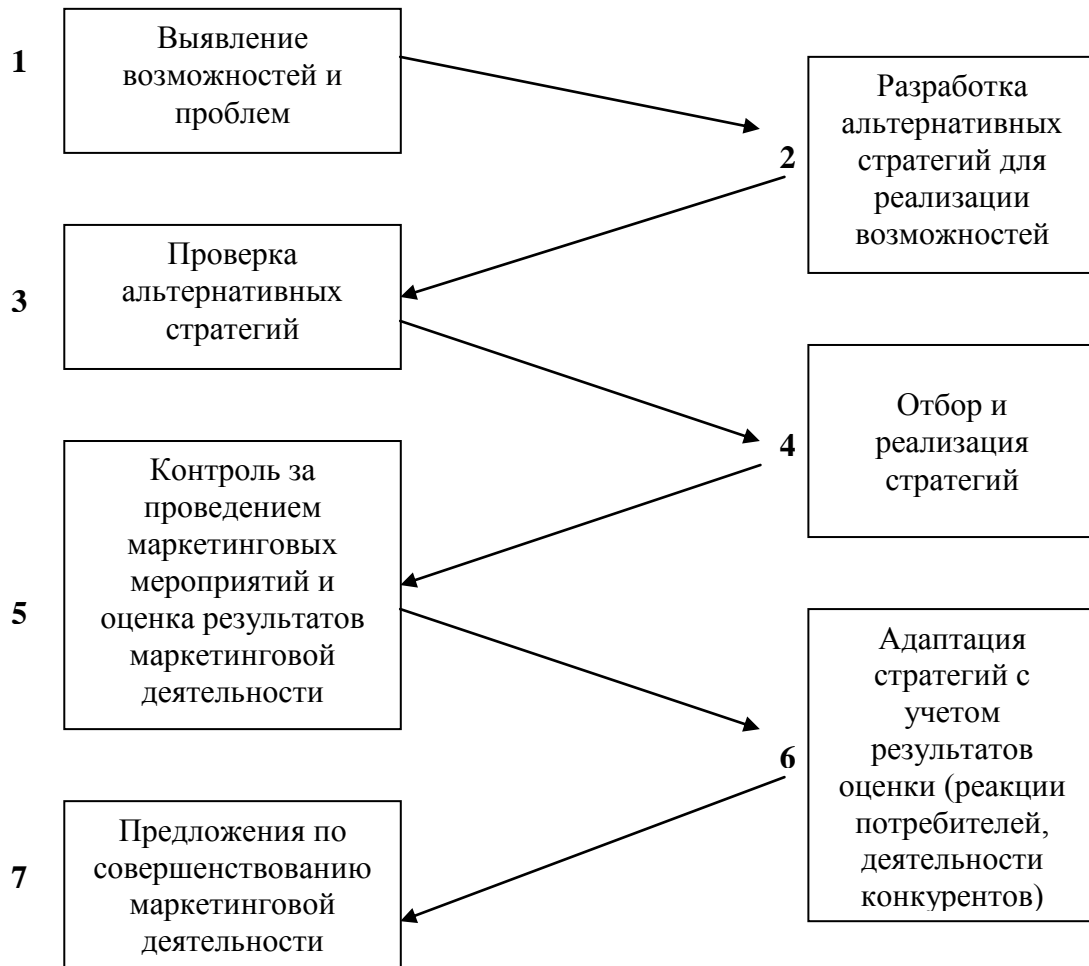 1
Выявление
возможностей и
проблем
2
Разработка
альтернативных
стратегий для
реализации
возможностей
3
Проверка
альтернативных
стратегий
4
Отбор и
реализация
стратегий
5
Контроль за
проведением
маркетинговых
мероприятий и
оценка результатов
маркетинговой
деятельности
6
Адаптация
стратегий с
учетом
результатов
оценки (реакции
потребителей,
деятельности
конкурентов)
7
Предложения по
совершенствованию
маркетинговой
деятельности